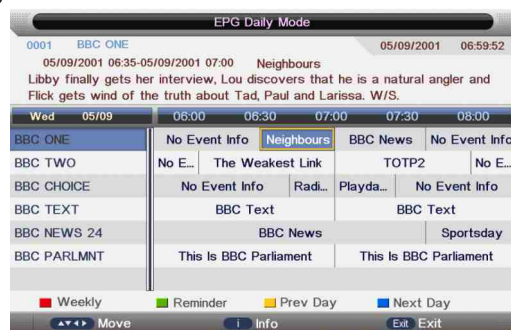 EPG Daily Mode
0001 BBC ONE 05/09/2001 06:59:52
05/09/2001 06:35-05/09/2001 07:00 Neighbours
Libby finally gets her interview, Lou discovers that he is a natural angler and
Flick gets wind of the truth about Tad, Paul and Larissa. W/S.
Wed 05/09 06:00 06:30 07:00 07:30 08:00
BBC ONE No Event Info Neighbours BBC News No Event Info
BBC TWO No E... The Weakest Link TOTP2 No E...
BBC CHOICE No Event Info Radi... Playda... No Event Info
BBC TEXT BBC Text BBC Text
BBC NEWS 24 BBC News Sportsday
BBC PARLMNT This Is BBC Parliament This Is BBC Parliament
Weekly Reminder Prev Day Next Day
Move i Info Exit Exit